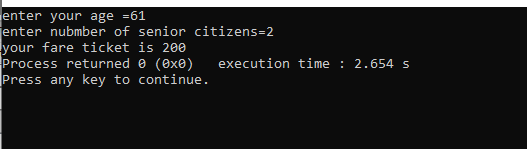 enter your age =61
enter nubmber of senior citizens=2
your fare ticket is 200
Process returned 0 (0x0)   execution time : 2.654 s
Press any key to continue.